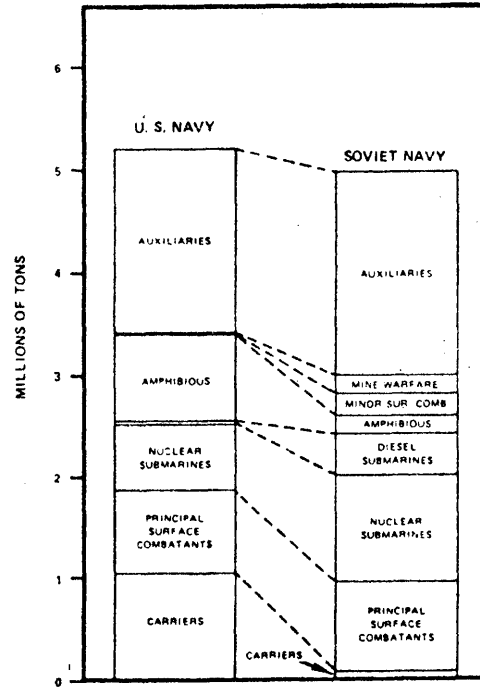 6
U. S. NAVY
SOVIET NAVY
5
AUXILIARIES
AUXILIARIES
4
MILLIONS OF TONS
3
MINE WARFARE
AMPHIBIOUS
MINOR SUR COMB
AMPHIBIOUS
DIESEL
SUBMARINES
NUCLEAR
SUBMARINES
2
NUCLEAR
SUBMARINES
PRINCIPAL
SURFACE
COMBATANTS
1
PRINCIPAL
SURFACE
COMBATANTS
CARRIERS
CARRIERS
0